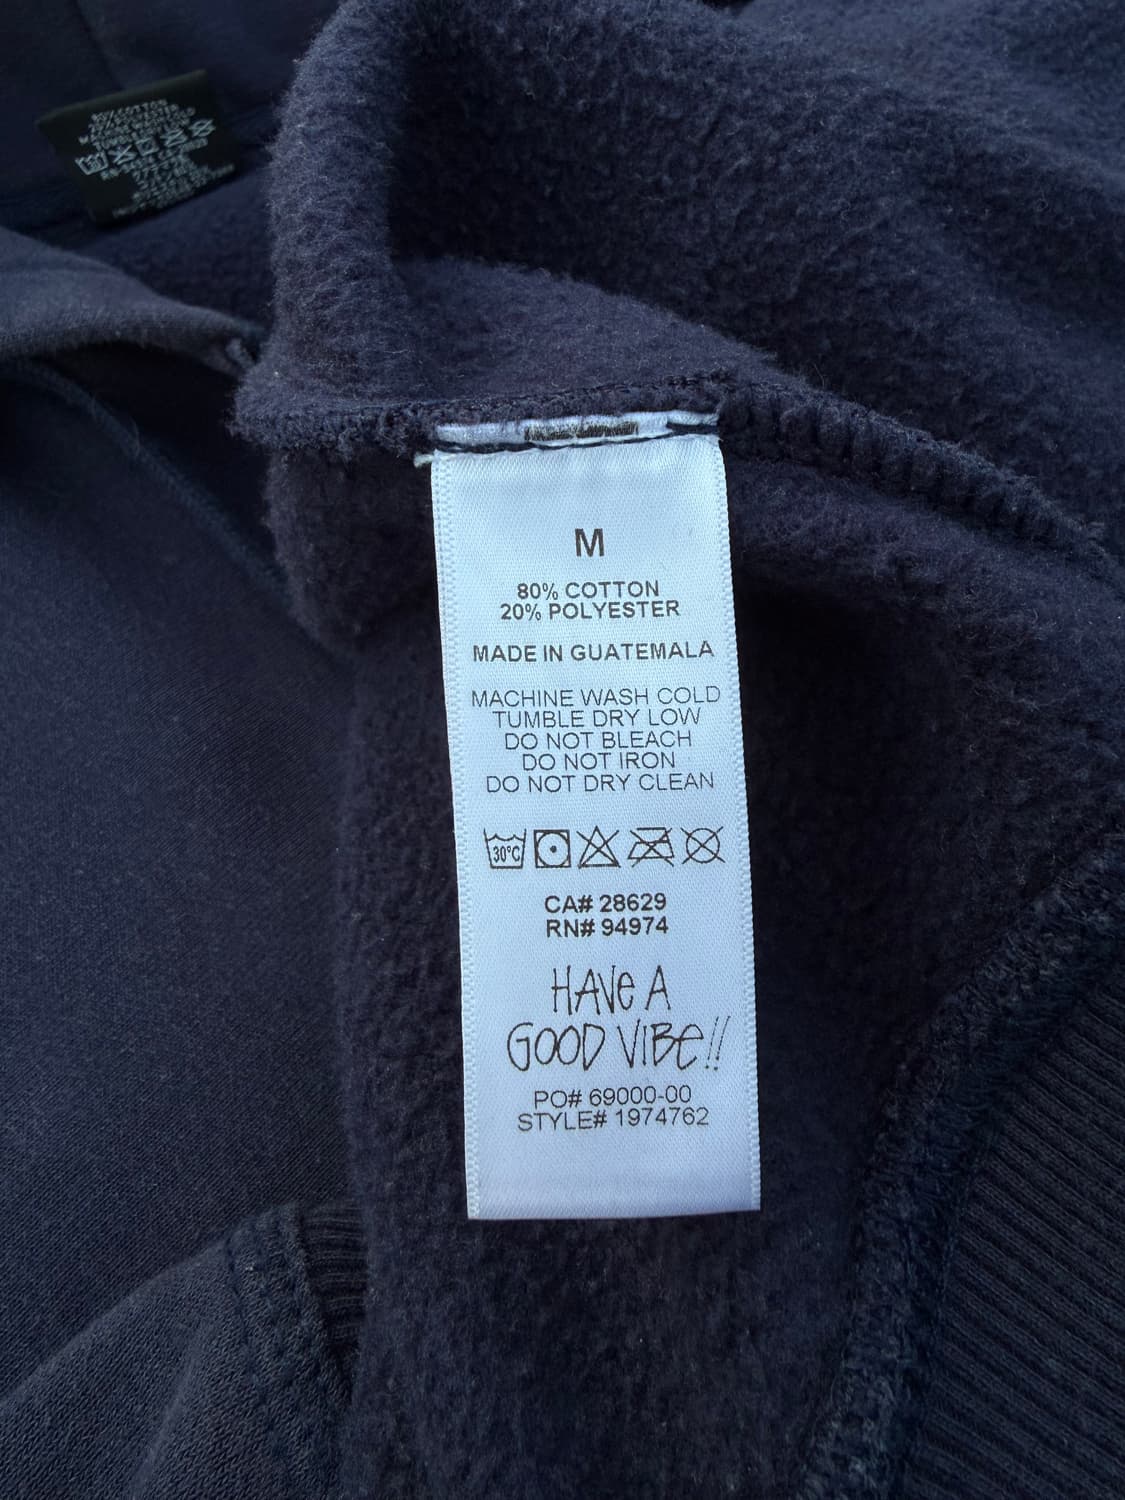 M
80% COTTON
20% POLYESTER
MADE IN GUATEMALA
MACHINE WASH COLD
TUMBLE DRY LOW
DO NOT BLEACH
DO NOT IRON
DO NOT DRY CLEAN
30°C
CA# 28629
RN# 94974
HAVE A
GOOD VIBE!!
PO# 69000-00
STYLE# 1974762